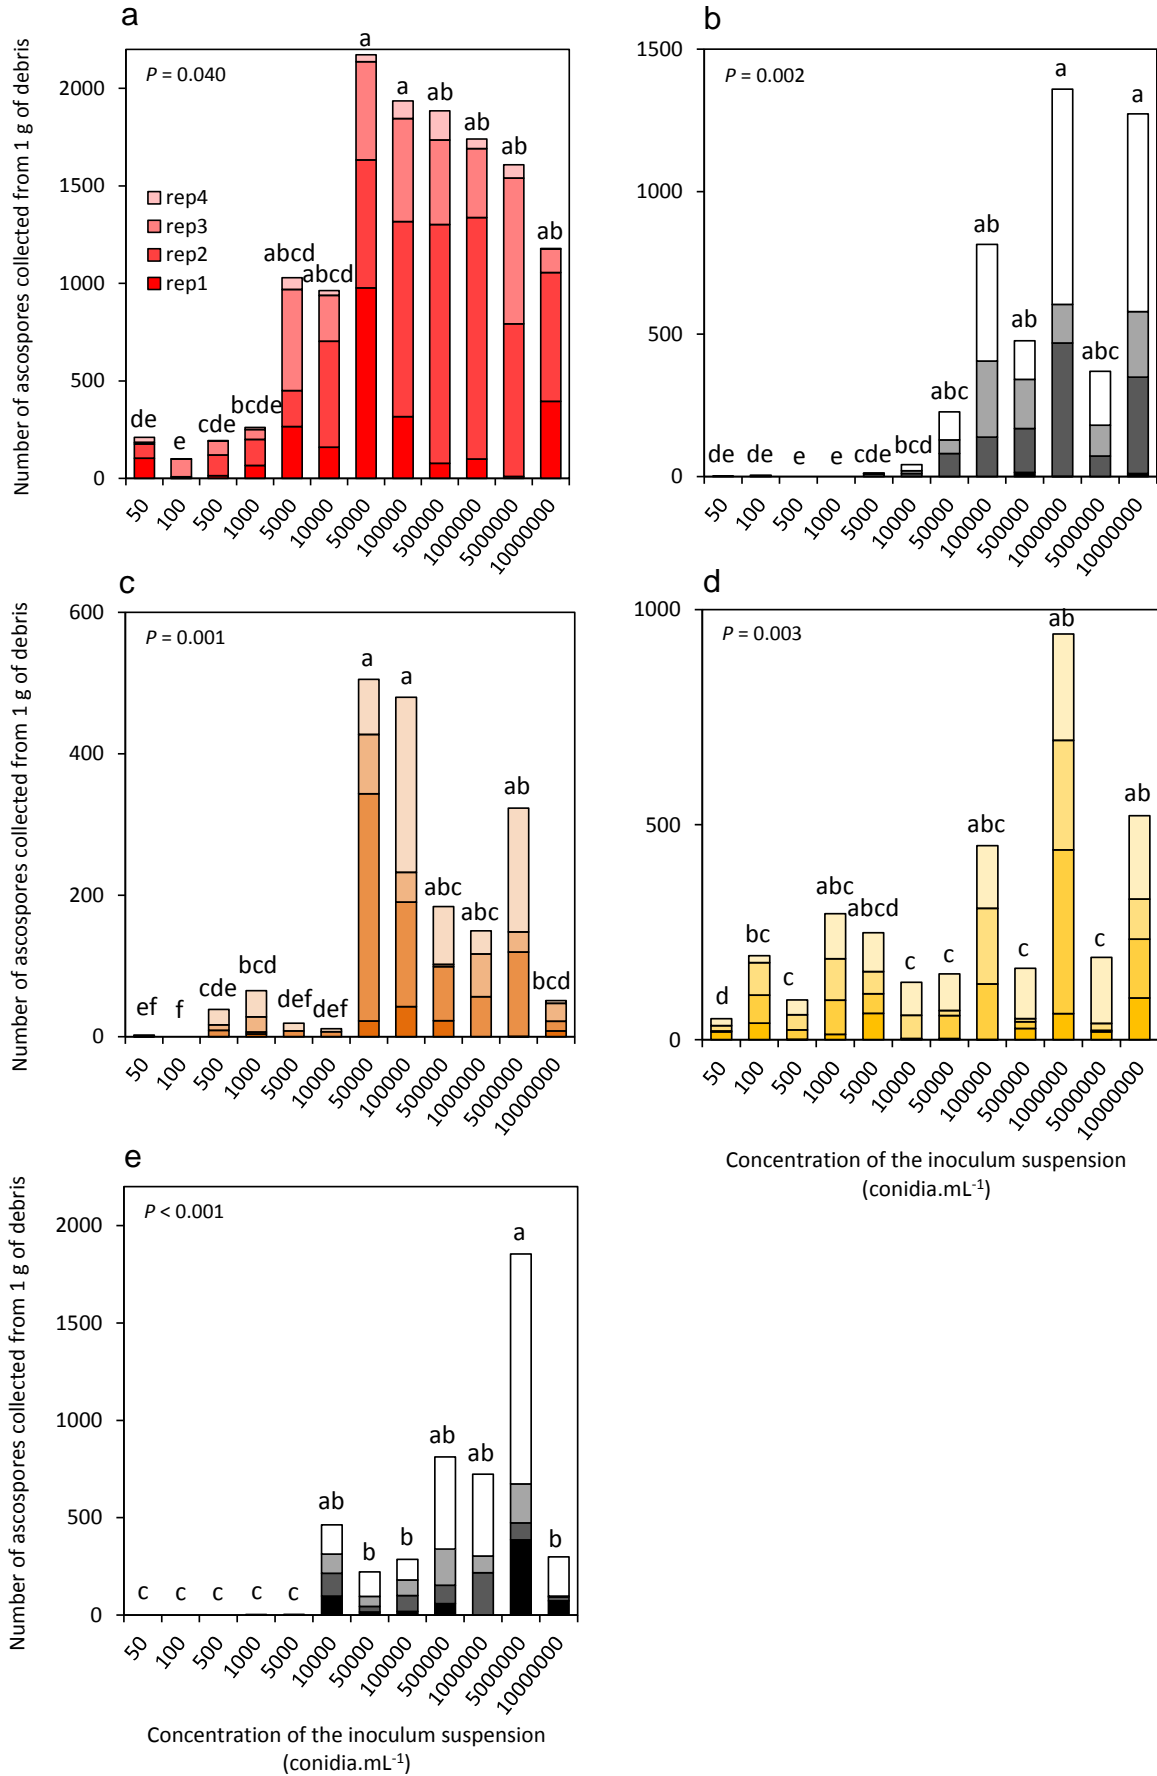 a
Number of ascospores collected from 1 g of debris
2000
1500
1000
500
0
P = 0.040
rep4
rep3
rep2
rep1
de e cde bcde abcd abcd a a ab ab ab ab
50 100 500 1000 5000 10000 50000 100000 500000 1000000 5000000 10000000
b
1500
1000
500
0
P = 0.002
de de e e cde bcd abc ab ab a abc a
50 100 500 1000 5000 10000 50000 100000 500000 1000000 5000000 10000000
c
Number of ascospores collected from 1 g of debris
600
400
200
0
P = 0.001
ef f cde bcd def def a a abc abc ab bcd
50 100 500 1000 5000 10000 50000 100000 500000 1000000 5000000 10000000
d
1000
500
0
P = 0.003
d bc c abc abcd c c abc c ab c ab
50 100 500 1000 5000 10000 50000 100000 500000 1000000 5000000 10000000
Concentration of the inoculum suspension
(conidia.mL-1)
e
Number of ascospores collected from 1 g of debris
2000
1500
1000
500
0
P < 0.001
c c c c c ab b b ab ab a b
50 100 500 1000 5000 10000 50000 100000 500000 1000000 5000000 10000000
Concentration of the inoculum suspension
(conidia.mL-1)